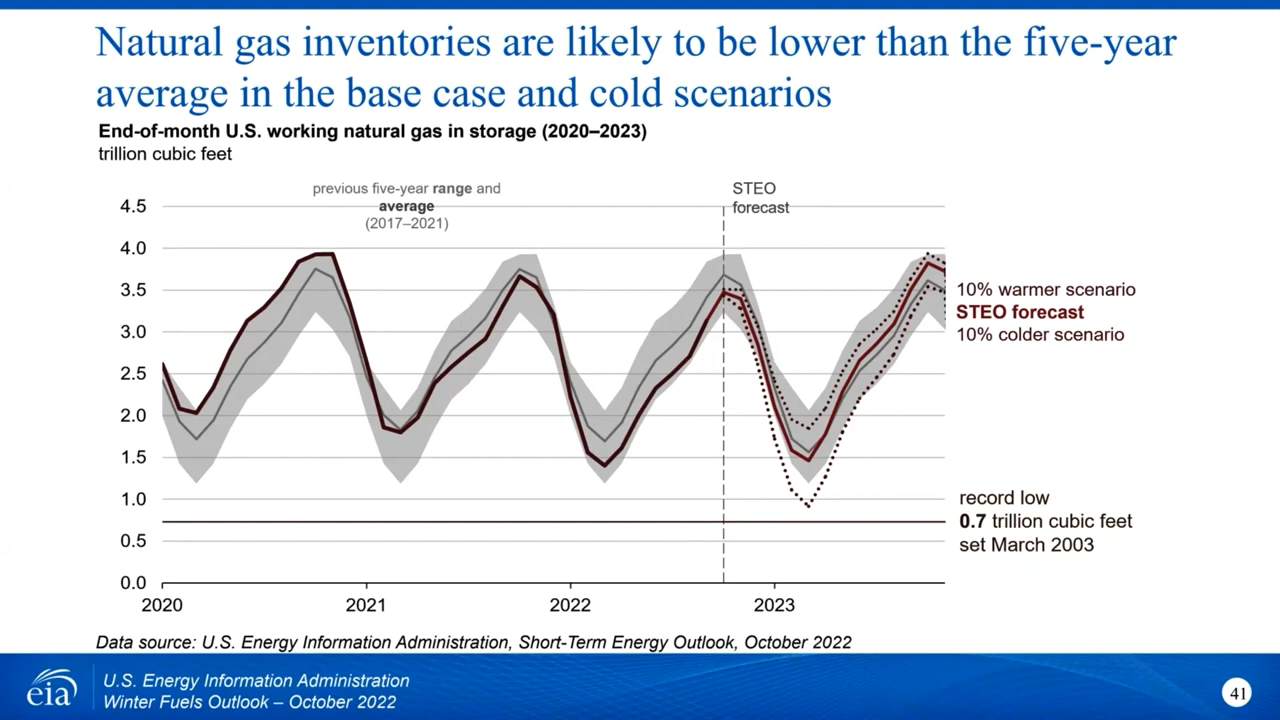 Natural gas inventories are likely to be lower than the five-year
average in the base case and cold scenarios
End-of-month U.S. working natural gas in storage (2020–2023)
trillion cubic feet
previous five-year range and
average
(2017–2021)
STEO
forecast
4.5
4.0
3.5
3.0
2.5
2.0
1.5
1.0
0.5
0.0
10% warmer scenario
STEO forecast
10% colder scenario
record low
0.7 trillion cubic feet
set March 2003
2020 2021 2022 2023
Data source: U.S. Energy Information Administration, Short-Term Energy Outlook, October 2022
eia
U.S. Energy Information Administration
Winter Fuels Outlook – October 2022
41